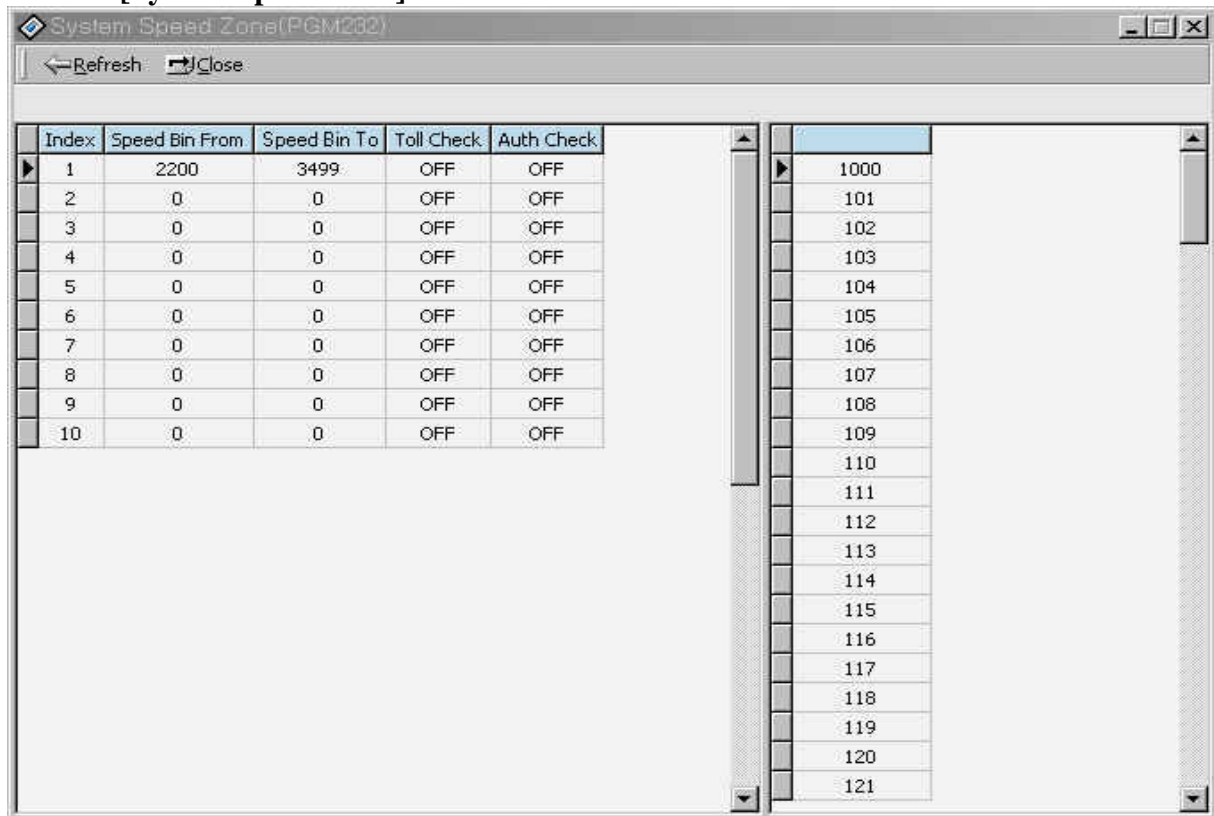 System Speed Zone(PGM232)
Refresh Close
Index Speed Bin From Speed Bin To Toll Check Auth Check
1 2200 3499 OFF OFF
2 0 0 OFF OFF
3 0 0 OFF OFF
4 0 0 OFF OFF
5 0 0 OFF OFF
6 0 0 OFF OFF
7 0 0 OFF OFF
8 0 0 OFF OFF
9 0 0 OFF OFF
10 0 0 OFF OFF
1000
101
102
103
104
105
106
107
108
109
110
111
112
113
114
115
116
117
118
119
120
121